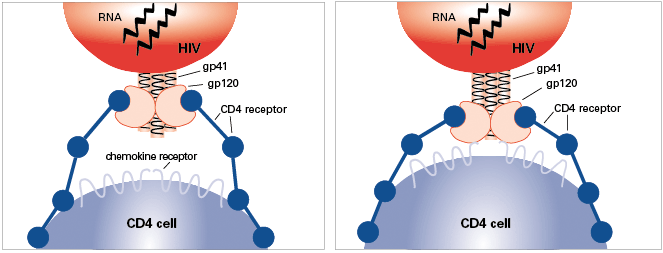 RNA
HIV
gp41
gp120
CD4 receptor
chemokine receptor
CD4 cell
RNA
HIV
gp41
gp120
CD4 receptor
CD4 cell